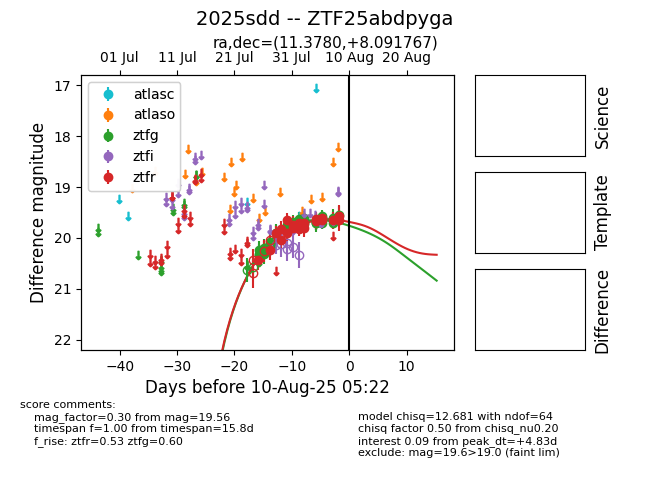 2025sdd -- ZTF25abdpyga
ra,dec=(11.3780,+8.091767)
01 Jul 11 Jul 21 Jul 31 Jul 10 Aug 20 Aug
17
18
19
20
21
22
Difference magnitude
atlasc
atlaso
ztfg
ztfi
ztfr
−40 −30 −20 −10 0 10
Days before 10-Aug-25 05:22
Science
Template
Difference
score comments:
mag_factor=0.30 from mag=19.56
timespan f=1.00 from timespan=15.8d
f_rise: ztfr=0.53 ztfg=0.60
model chisq=12.681 with ndof=64
chisq factor 0.50 from chisq_nu0.20
interest 0.09 from peak_dt=+4.83d
exclude: mag=19.6>19.0 (faint lim)